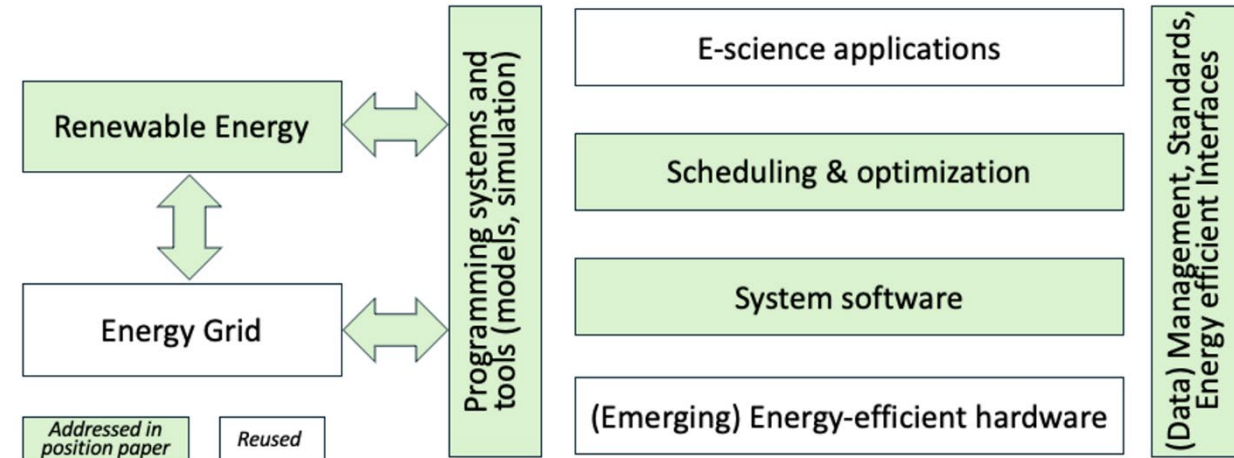 Renewable Energy
Energy Grid
Addressed in
position paper
Reused
Programming systems and
tools (models, simulation)
E-science applications
Scheduling & optimization
System software
(Emerging) Energy-efficient hardware
(Data) Management, Standards,
Energy efficient Interfaces